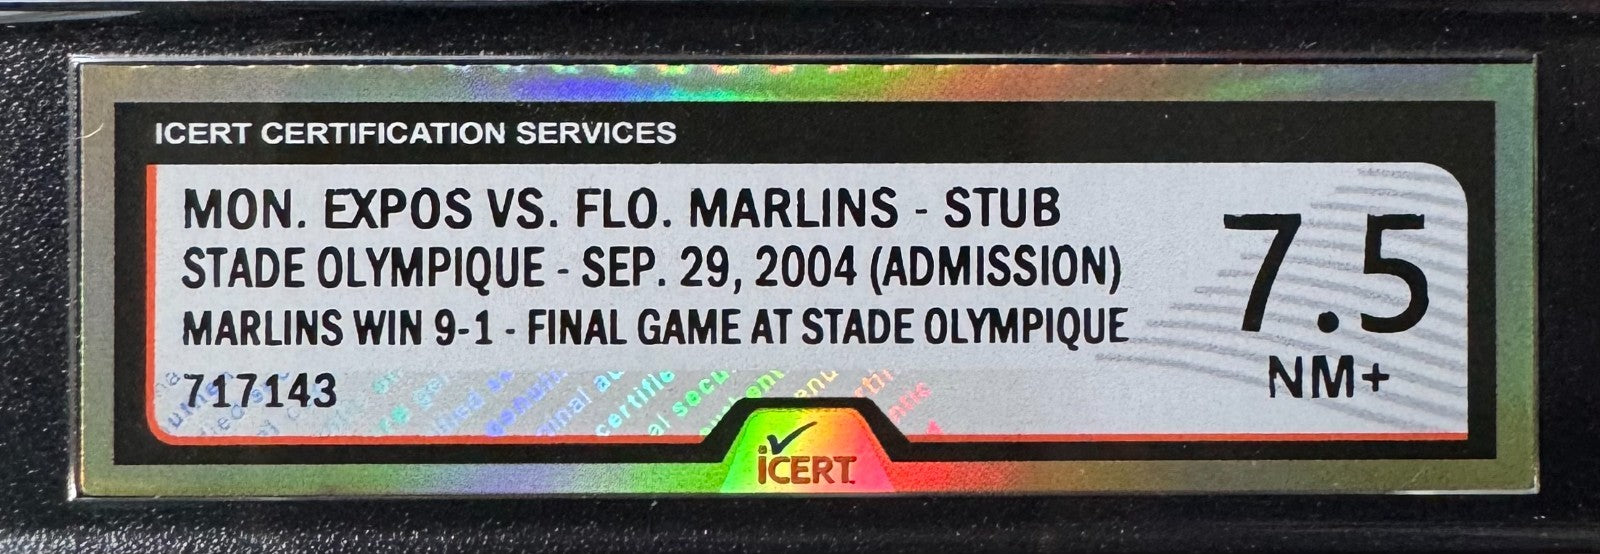 ICERT CERTIFICATION SERVICES
MON. EXPOS VS. FLO. MARLINS - STUB
STADE OLYMPIQUE - SEP. 29, 2004 (ADMISSION)
MARLINS WIN 9-1 - FINAL GAME AT STADE OLYMPIQUE
717143
7.5
NM+
iCERT